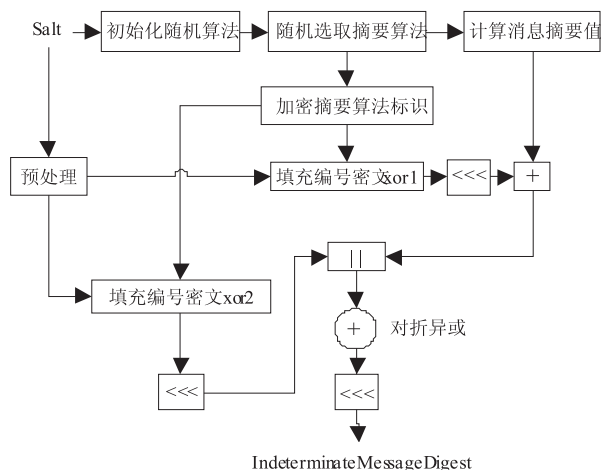 Salt 初始化随机算法 随机选取摘要算法 计算消息摘要值
加密摘要算法标识
预处理 填充编号密文xor1 <<< +
||
填充编号密文xor2
+ 对折异或
<<< <<<
IndeterminateMessageDigest